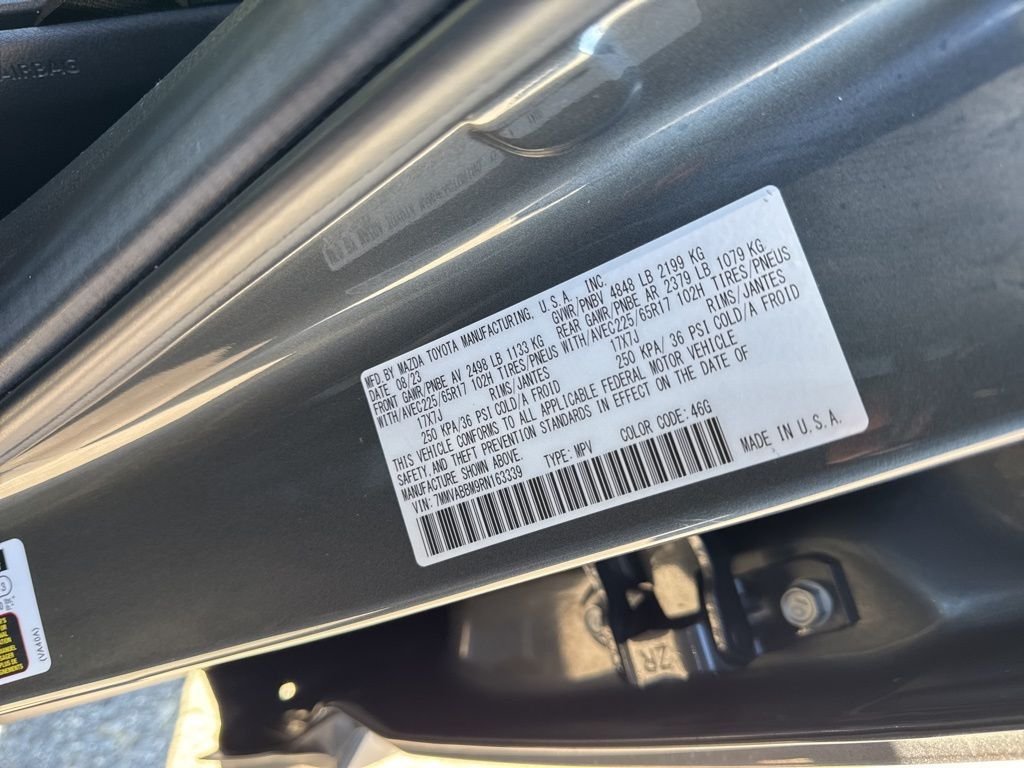 AIRBAG
MFD BY MAZDA TOYOTA MANUFACTURING, U.S.A. INC.
DATE 08/23 GVWR/PNBV 4848 LB 2199 KG
FRONT GAWR/PNBE AV 2498 LB 1133 KG REAR GAWR/PNBE AR 2379 LB 1079 KG
WITH/AVEC225/65R17 102H TIRES/PNEUS WITH/AVEC225/65R17 102H TIRES/PNEUS
17X7J RIMS/JANTES 17X7J RIMS/JANTES
250 KPA/36 PSI COLD/A FROID 250 KPA/ 36 PSI COLD/A FROID
THIS VEHICLE CONFORMS TO ALL APPLICABLE FEDERAL MOTOR VEHICLE
SAFETY, AND THEFT PREVENTION STANDARDS IN EFFECT ON THE DATE OF
MANUFACTURE SHOWN ABOVE.
VIN: 7MMVABBM9RN163339 TYPE: MPV COLOR CODE: 46G
MADE IN U.S.A.
(VA40A)
ZR